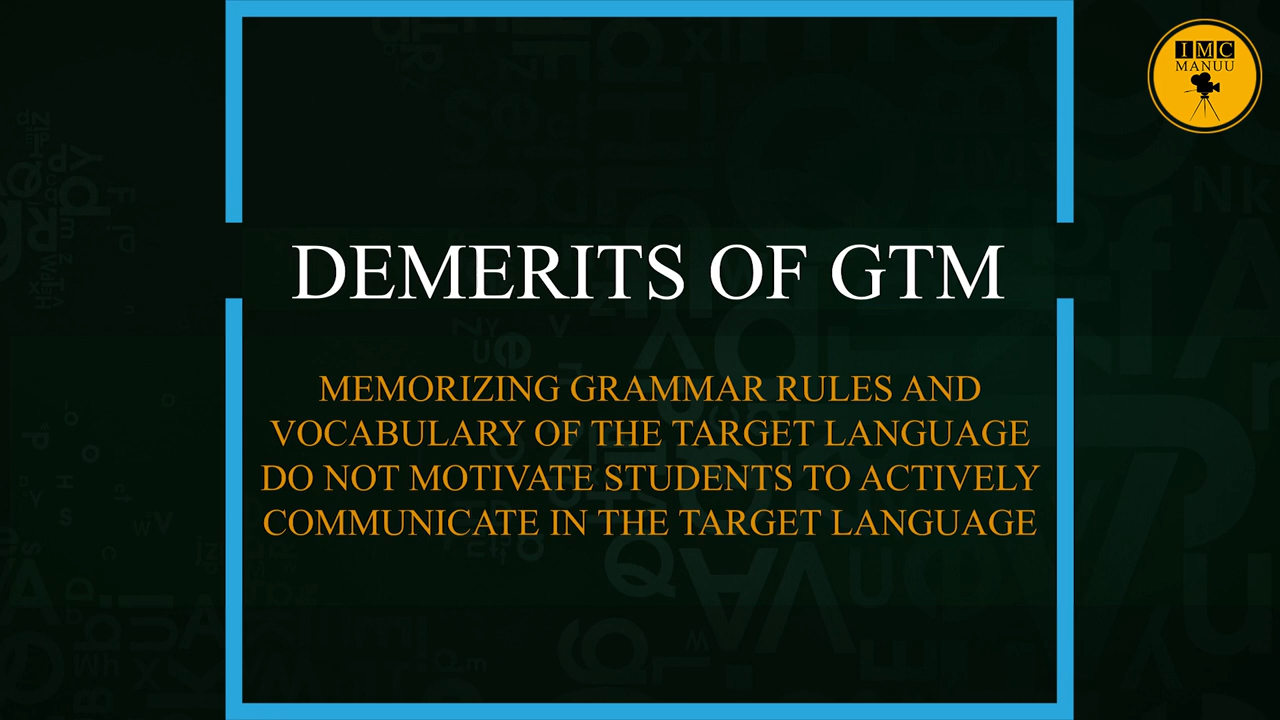 IMC
MANUU
DEMERITS OF GTM
MEMORIZING GRAMMAR RULES AND
VOCABULARY OF THE TARGET LANGUAGE
DO NOT MOTIVATE STUDENTS TO ACTIVELY
COMMUNICATE IN THE TARGET LANGUAGE